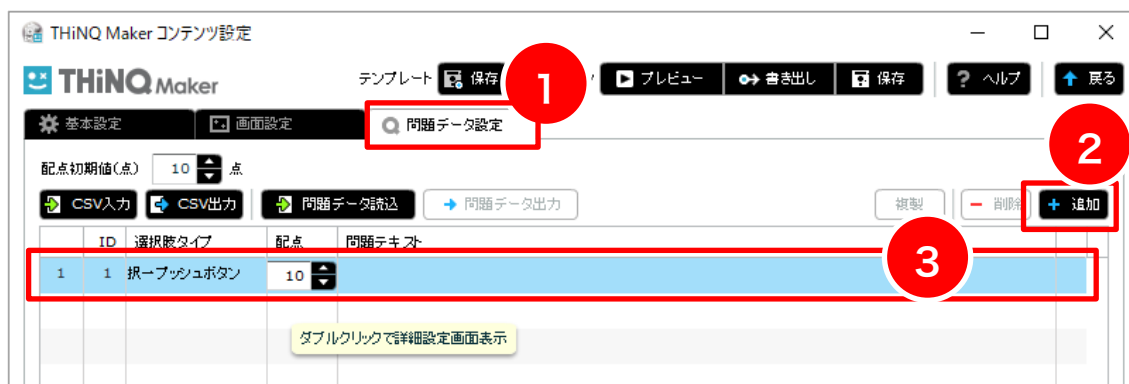 THiNQ Maker コンテンツ設定
THiNQ Maker テンプレート 保存 プレビュー 書き出し 保存 ? ヘルプ 戻る
1
基本設定 画面設定 問題データ設定
2
配点初期値(点) 10 点
CSV入力 CSV出力 問題データ読込 問題データ出力 複製 削除 追加
ID 選択肢タイプ 配点 問題テキスト
3
1 1 択一プッシュボタン 10
ダブルクリックで詳細設定画面表示